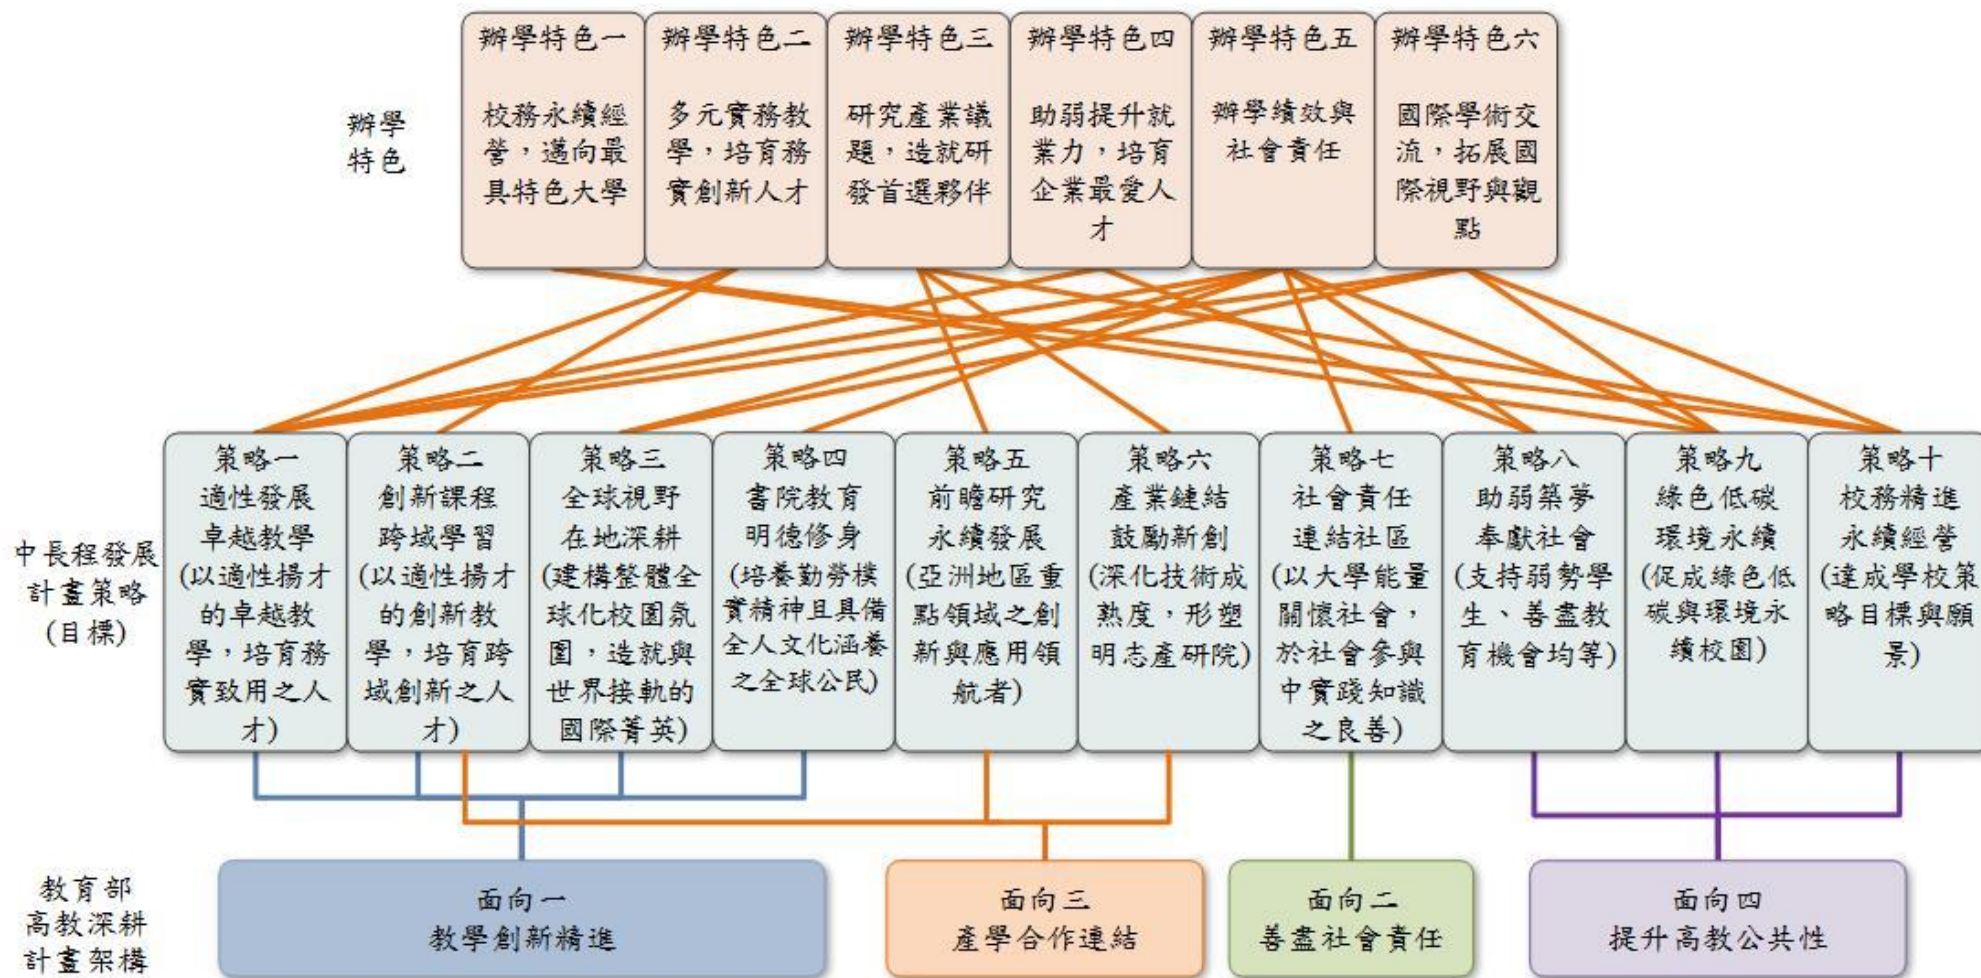 辦學
特色
辦學特色一
校務永續經
營，邁向最
具特色大學
辦學特色二
多元實務教
學，培育務
實創新人才
辦學特色三
研究產業議
題，造就研
發首選夥伴
辦學特色四
助弱提升就
業力，培育
企業最愛人
才
辦學特色五
辦學績效與
社會責任
辦學特色六
國際學術交
流，拓展國
際視野與觀
點
中長程發展
計畫策略
(目標)
策略一
適性發展
卓越教學
(以適性揚才
的卓越教
學，培育務
實致用之人
才)
策略二
創新課程
跨域學習
(以適性揚才
的創新教
學，培育跨
域創新之人
才)
策略三
全球視野
在地深耕
(建構整體全
球化校園氛
圍，造就與
世界接軌的
國際菁英)
策略四
書院教育
明德修身
(培養勤勞樸
實精神且具備
全人文化涵養
之全球公民)
策略五
前瞻研究
永續發展
(亞洲地區重
點領域之創
新與應用領
航者)
策略六
產業鏈結
鼓勵新創
(深化技術成
熟度，形塑
明志產研院)
策略七
社會責任
連結社區
(以大學能量
關懷社會，
於社會參與
中實踐知識
之良善)
策略八
助弱築夢
奉獻社會
(支持弱勢學
生、善盡教
育機會均等)
策略九
綠色低碳
環境永續
(促成綠色低
碳與環境永
續校園)
策略十
校務精進
永續經營
(達成學校策
略目標與願
景)
教育部
高教深耕
計畫架構
面向一
教學創新精進
面向三
產學合作連結
面向二
善盡社會責任
面向四
提升高教公共性